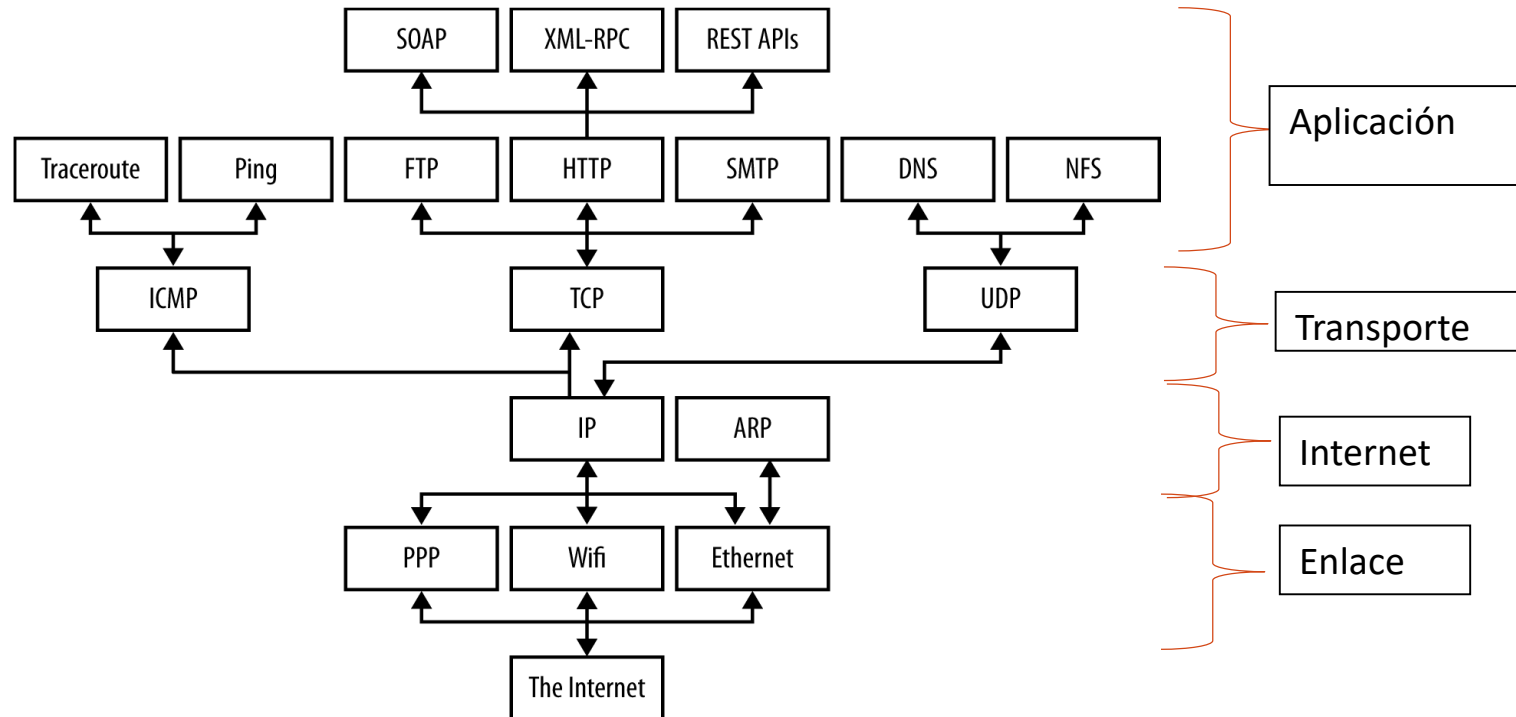 SOAP
XML-RPC
REST APIs
Aplicación
Traceroute
Ping
FTP
HTTP
SMTP
DNS
NFS
ICMP
TCP
UDP
Transporte
IP
ARP
Internet
PPP
Wifi
Ethernet
Enlace
The Internet